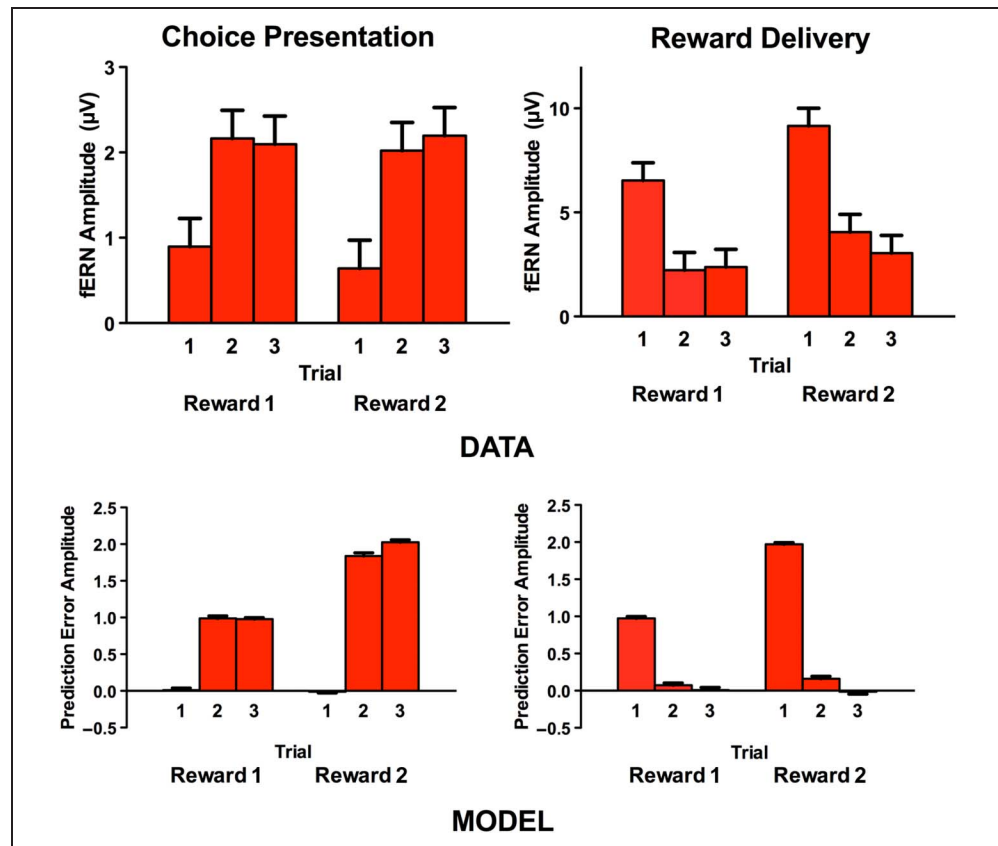 Choice Presentation
fERN Amplitude (µV)
3
2
1
0
1 2 3 1 2 3
Trial
Reward 1 Reward 2
Reward Delivery
fERN Amplitude (µV)
10
5
0
1 2 3 1 2 3
Trial
Reward 1 Reward 2
DATA
Prediction Error Amplitude
2.5
2.0
1.5
1.0
0.5
0.0
–0.5
1 2 3 1 2 3
Trial
Reward 1 Reward 2
Prediction Error Amplitude
2.5
2.0
1.5
1.0
0.5
0.0
–0.5
1 2 3 1 2 3
Trial
Reward 1 Reward 2
MODEL